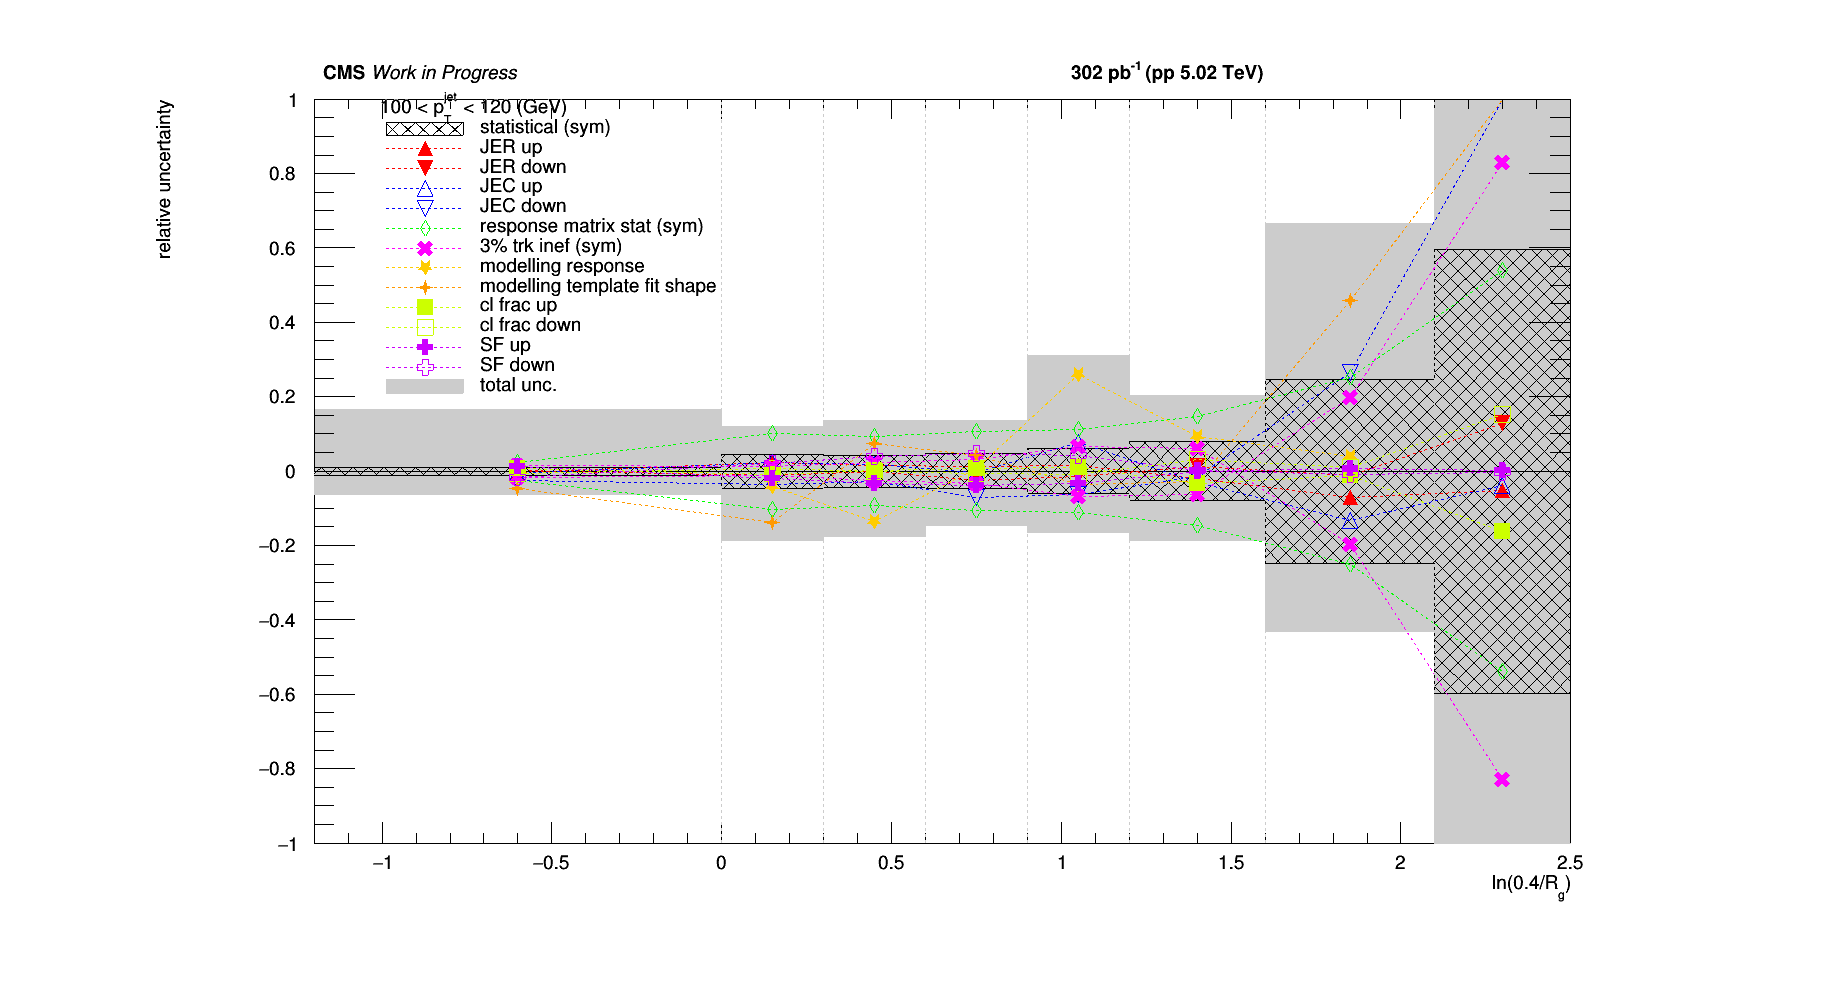 CMS Work in Progress
302 pb-1 (pp 5.02 TeV)
relative uncertainty
100 < p_T^jet < 120 (GeV)
statistical (sym)
JER up
JER down
JEC up
JEC down
response matrix stat (sym)
3% trk inef (sym)
modelling response
modelling template fit shape
cl frac up
cl frac down
SF up
SF down
total unc.
1
0.8
0.6
0.4
0.2
0
−0.2
−0.4
−0.6
−0.8
−1
−1 −0.5 0 0.5 1 1.5 2 2.5
ln(0.4/R_g)